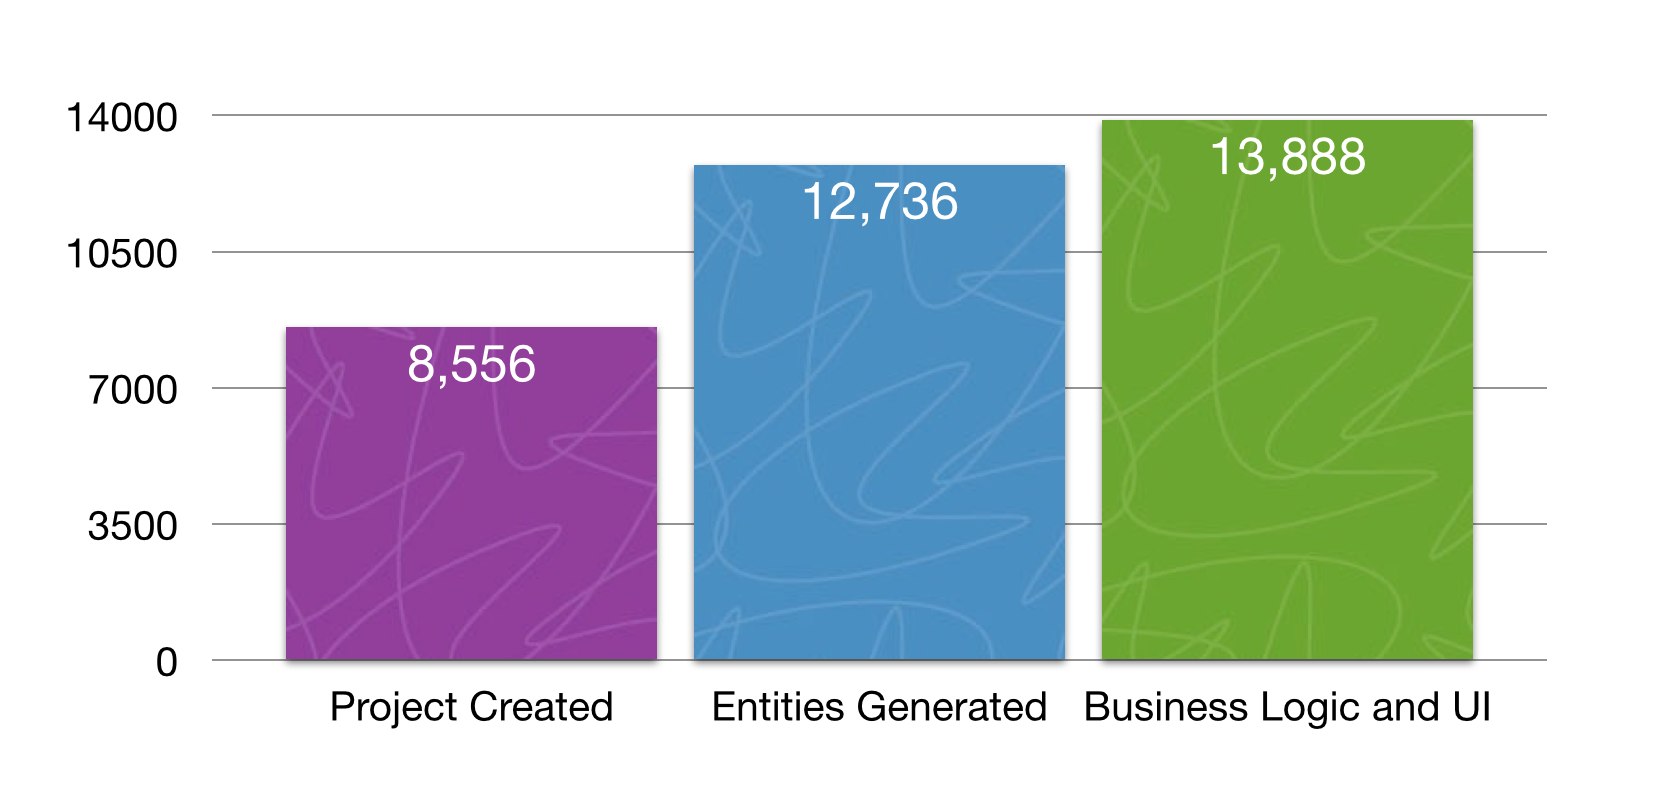 14000
13,888
12,736
10500
8,556
7000
3500
0
Project Created
Entities Generated
Business Logic and UI